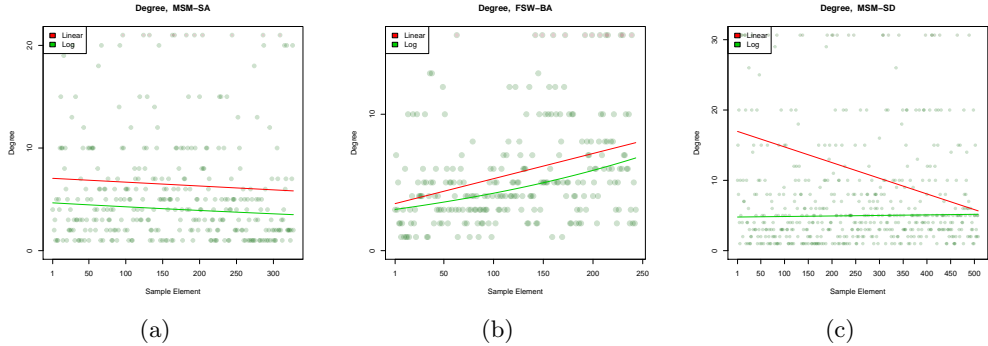 Degree, MSM−SA
Linear
Log
Degree
0
10
20
1
50
100
150
200
250
300
Sample Element
(a)
Degree, FSW−BA
Linear
Log
Degree
0
10
1
50
100
150
200
250
Sample Element
(b)
Degree, MSM−SD
Linear
Log
Degree
0
10
20
30
1
50
100
150
200
250
300
350
400
450
500
Sample Element
(c)